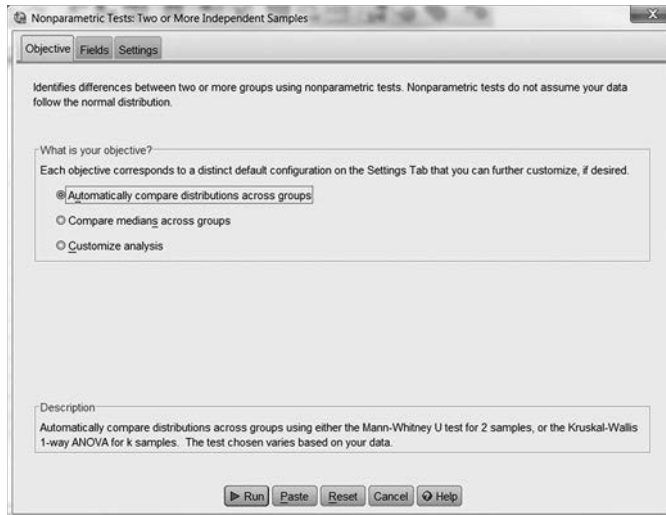 Nonparametric Tests: Two or More Independent Samples
X
Objective Fields Settings
Identifies differences between two or more groups using nonparametric tests. Nonparametric tests do not assume your data
follow the normal distribution.
What is your objective?
Each objective corresponds to a distinct default configuration on the Settings Tab that you can further customize, if desired.
Automatically compare distributions across groups
Compare medians across groups
Customize analysis
Description
Automatically compare distributions across groups using either the Mann-Whitney U test for 2 samples, or the Kruskal-Wallis
1-way ANOVA for k samples. The test chosen varies based on your data.
Run Paste Reset Cancel Help